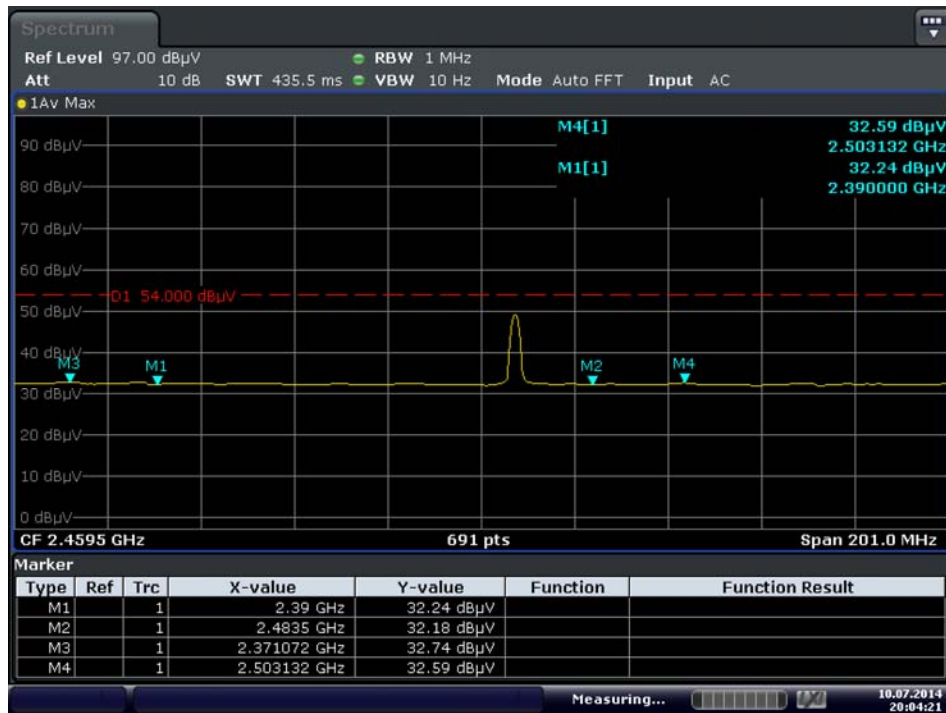 Spectrum
Ref Level 97.00 dBµV RBW 1 MHz
Att 10 dB SWT 435.5 ms VBW 10 Hz Mode Auto FFT Input AC
1Av Max
M4[1] 32.59 dBµV
2.503132 GHz
M1[1] 32.24 dBµV
2.390000 GHz
90 dBµV
80 dBµV
70 dBµV
60 dBµV
D1 54.000 dBµV
50 dBµV
40 dBµV
M3 M1 M2 M4
30 dBµV
20 dBµV
10 dBµV
0 dBµV
CF 2.4595 GHz 691 pts Span 201.0 MHz
Marker
Type Ref Trc X-value Y-value Function Function Result
M1 1 2.39 GHz 32.24 dBµV
M2 1 2.4835 GHz 32.18 dBµV
M3 1 2.371072 GHz 32.74 dBµV
M4 1 2.503132 GHz 32.59 dBµV
Measuring... 10.07.2014
20:04:21